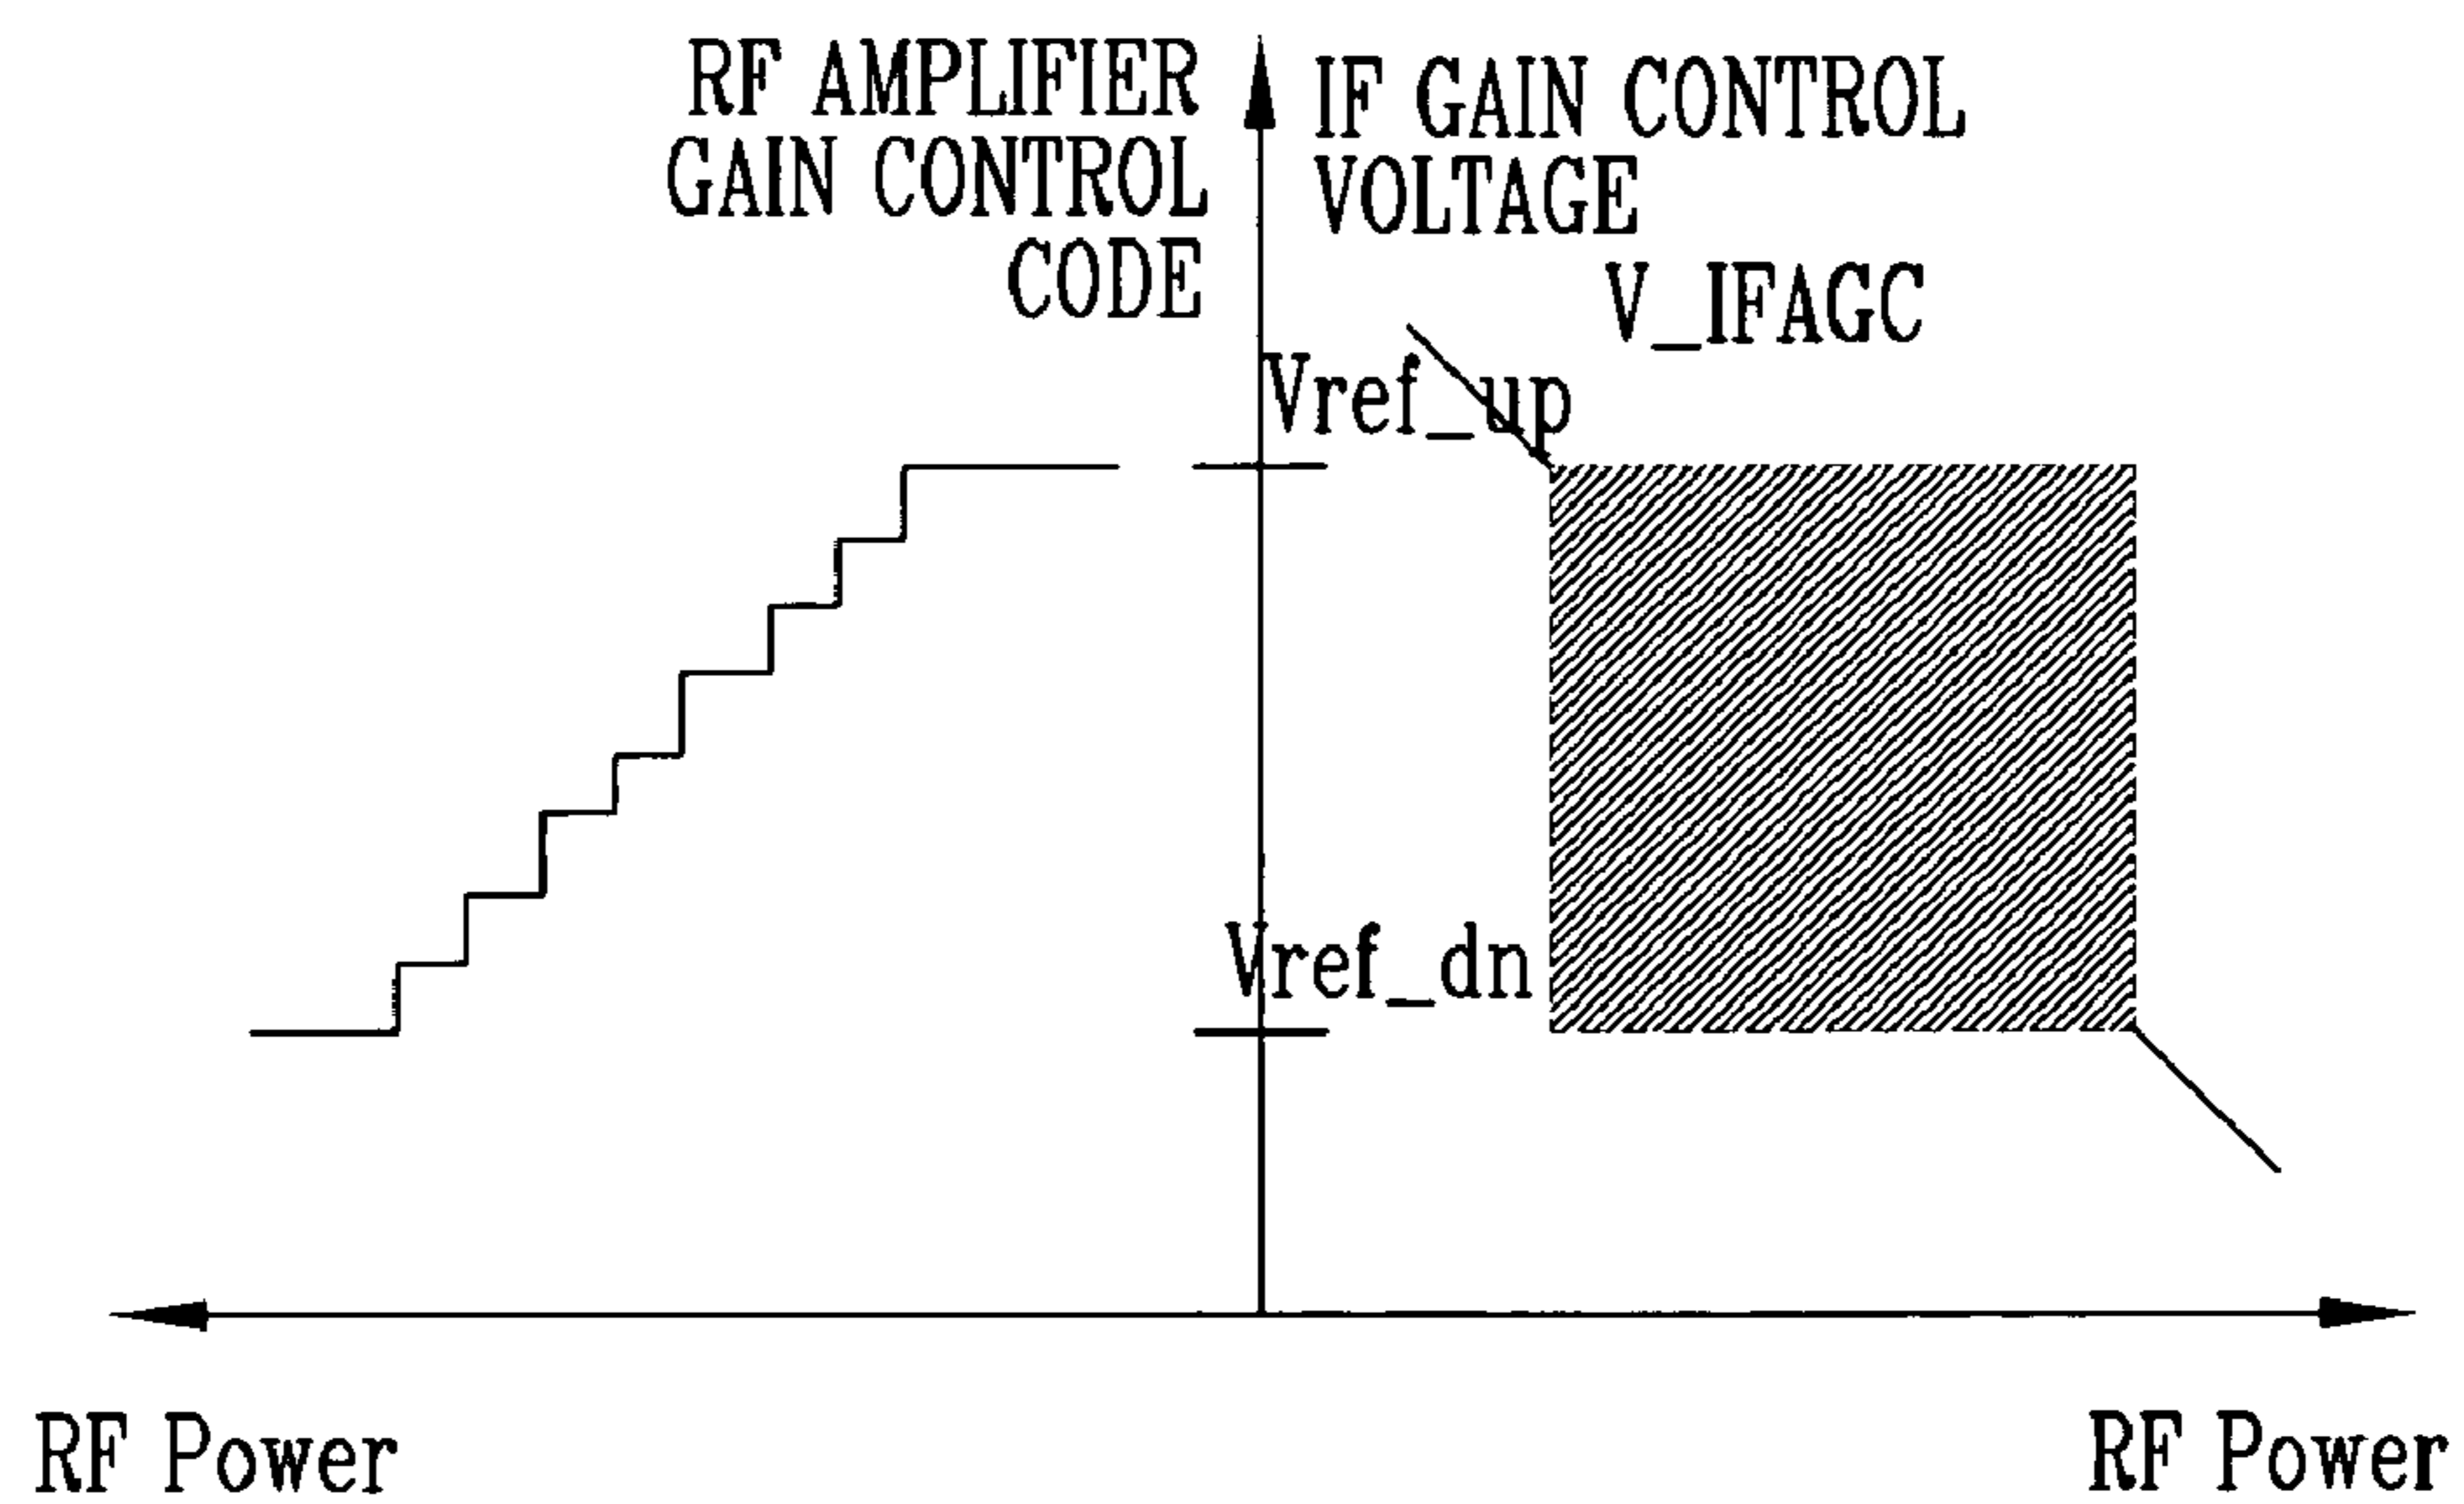 RF AMPLIFIER
GAIN CONTROL
CODE
IF GAIN CONTROL
VOLTAGE
V_IFAGC
Vref_up
Vref_dn
RF Power
RF Power